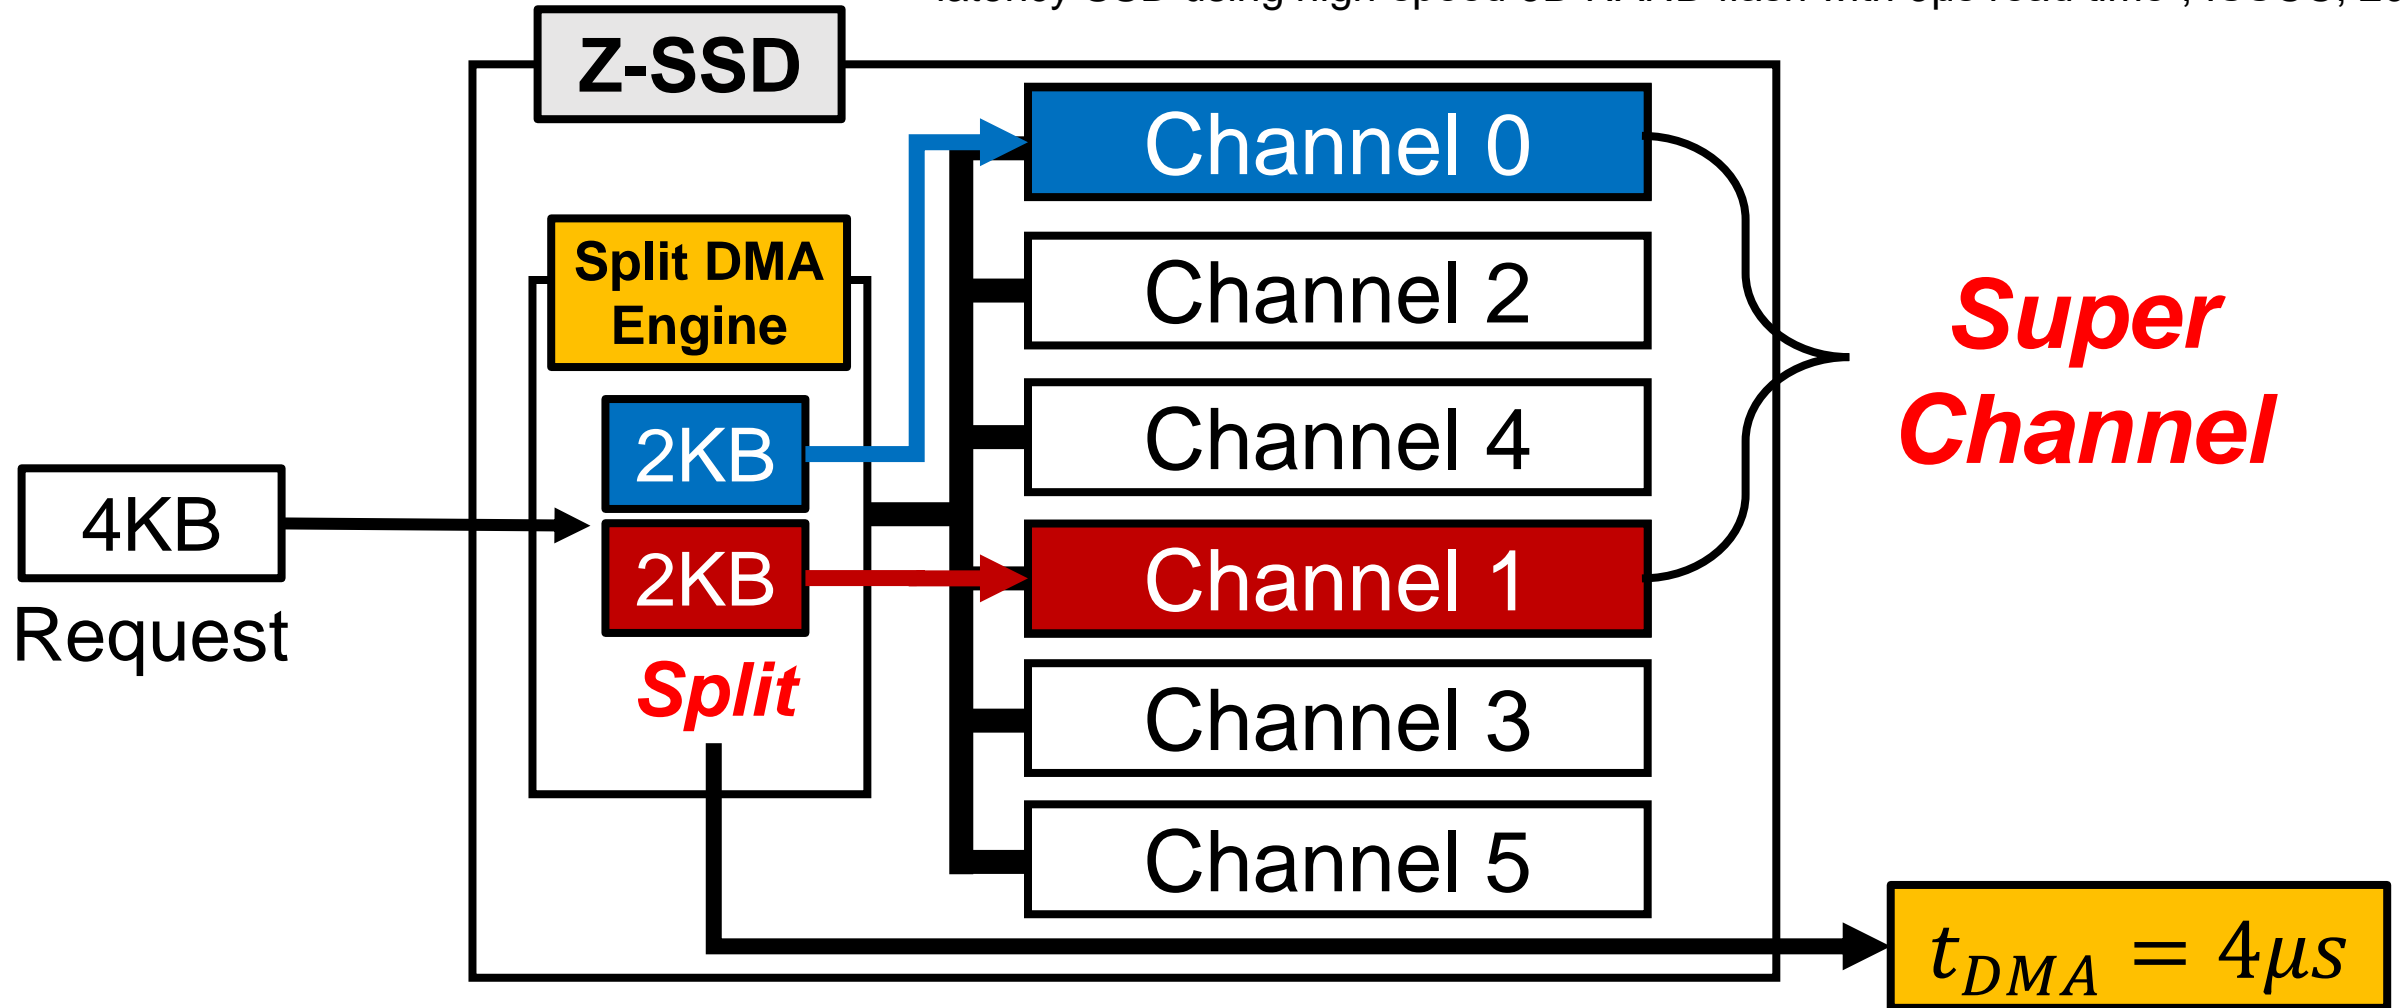 Z-SSD
Channel 0
Split DMA
Engine
Channel 2
Super
Channel
2KB
Channel 4
4KB
Request
2KB
Channel 1
Split
Channel 3
Channel 5
t_DMA = 4μs